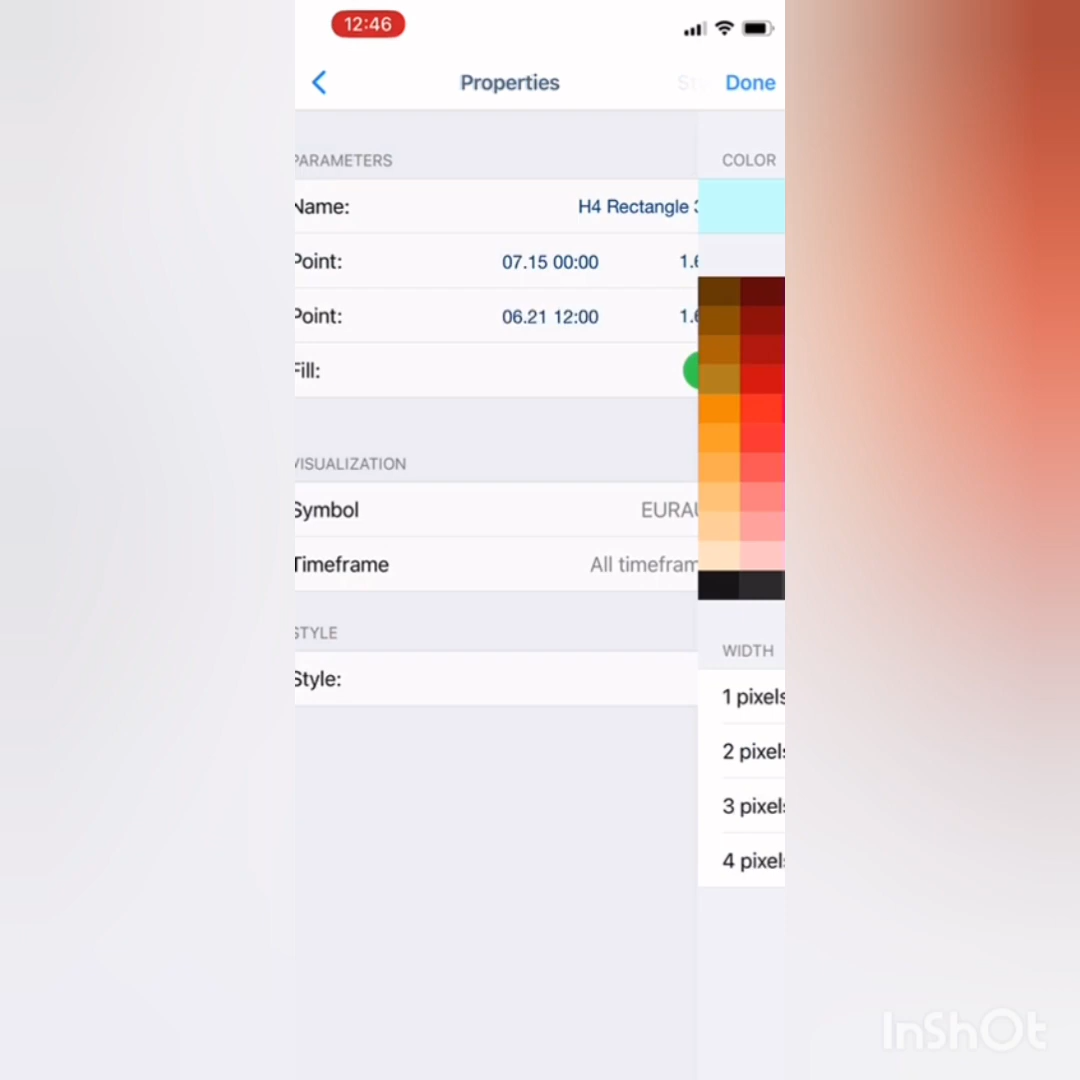 12:46
Properties
Done
PARAMETERS
COLOR
Name:
H4 Rectangle
Point:
07.15 00:00
Point:
06.21 12:00
Fill:
VISUALIZATION
Symbol
EURAU
Timeframe
All timefram
STYLE
Style:
WIDTH
1 pixels
2 pixels
3 pixels
4 pixels
InShOt